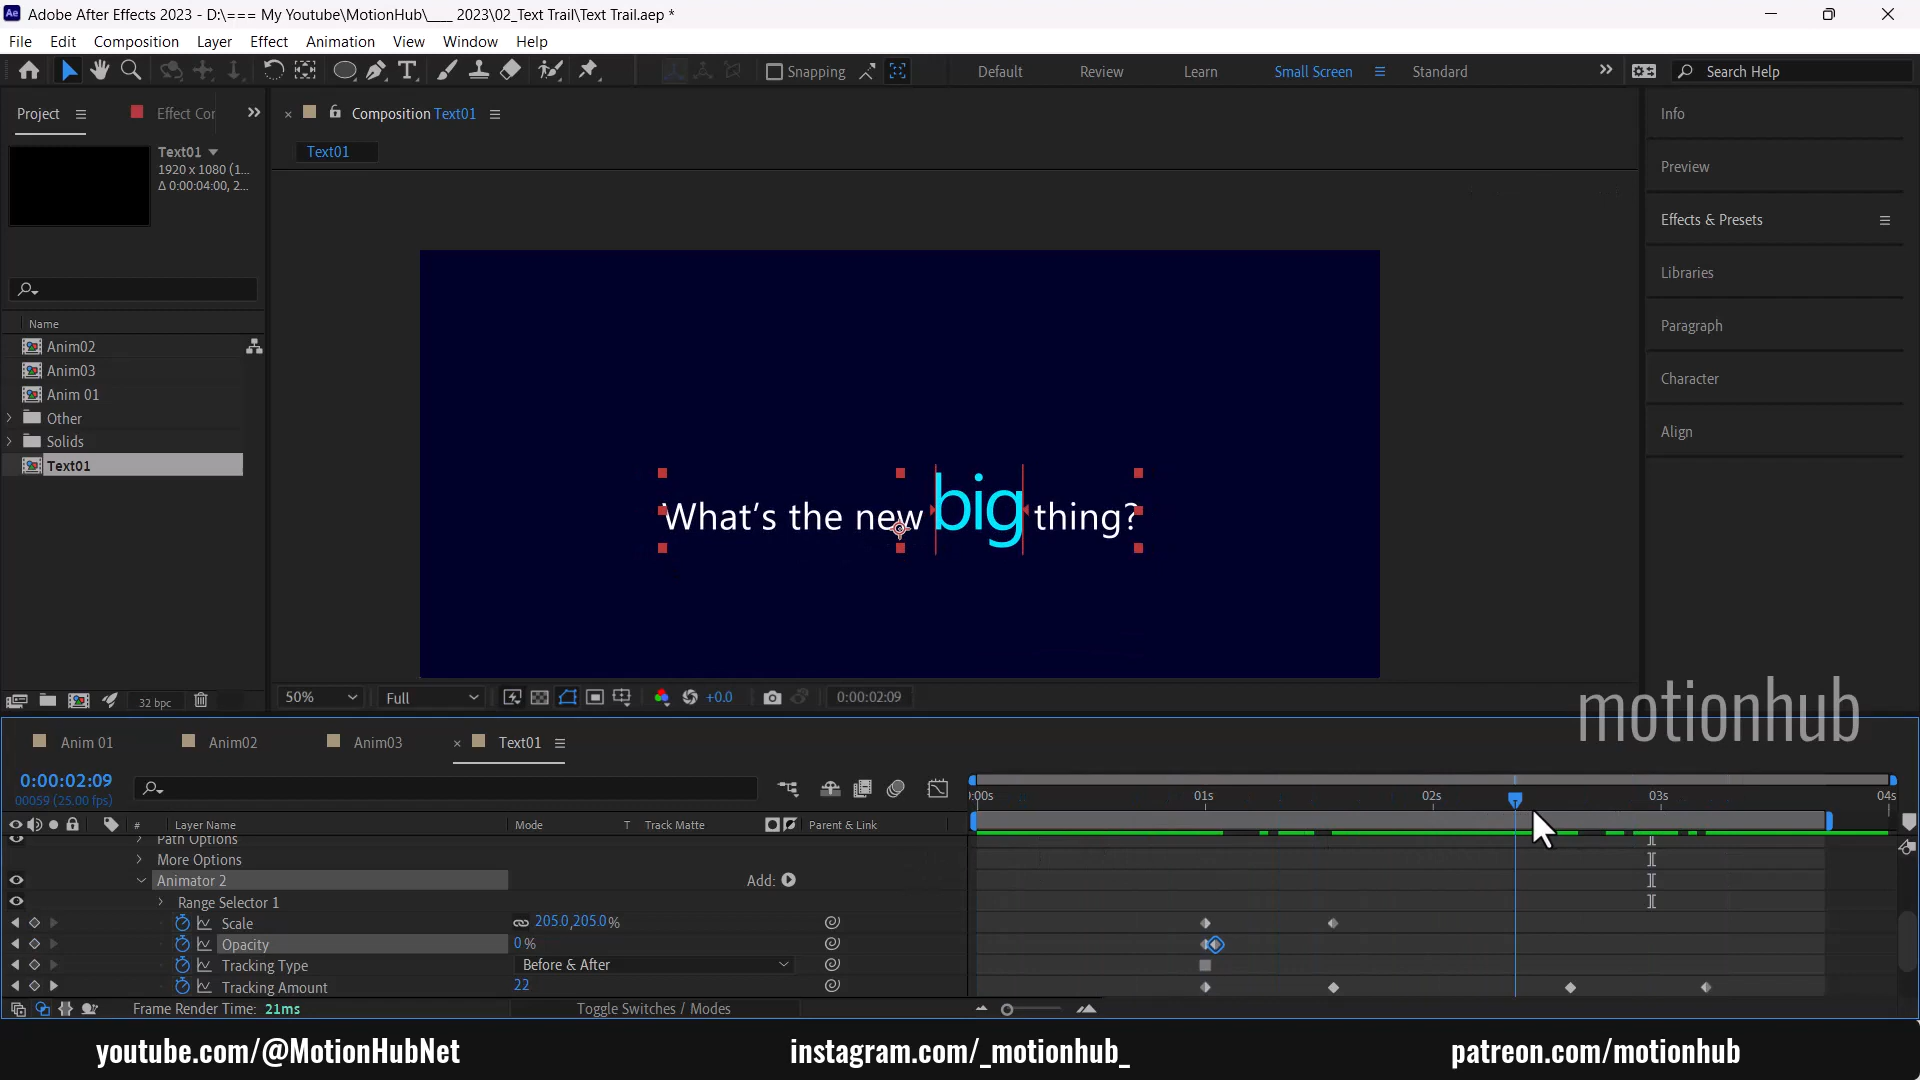 Adobe After Effects 2023 - D:\=== My Youtube\MotionHub\____ 2023\02_Text Trail\Text Trail.aep *
File Edit Composition Layer Effect Animation View Window Help
Snapping Default Review Learn Small Screen Standard Search Help
Project Effect Cor Composition Text01
Text01
1920 x 1080 (1...
Δ 0:00:04:00, 2...
Text01
Name
Anim02
Anim03
Anim 01
Other
Solids
Text01
What's the new big thing?
Info
Preview
Effects & Presets
Libraries
Paragraph
Character
Align
32 bpc
50% Full +0.0 0:00:02:09
motionhub
Anim 01 Anim02 Anim03 Text01
0:00:02:09
00059 (25.00 fps)
):00s 01s 02s 03s 04s
# Layer Name Mode T Track Matte Parent & Link
Path Options
More Options
Animator 2 Add:
Range Selector 1
Scale 205.0,205.0%
Opacity 0%
Tracking Type Before & After
Tracking Amount 22
Frame Render Time: 21ms Toggle Switches / Modes
youtube.com/@MotionHubNet instagram.com/_motionhub_ patreon.com/motionhub